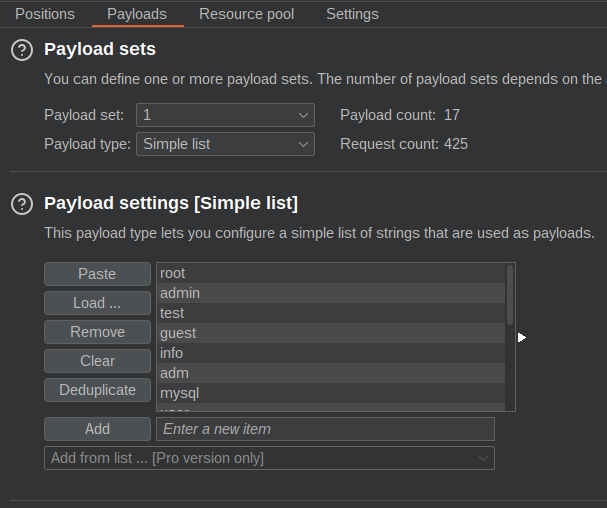 Positions Payloads Resource pool Settings
Payload sets
You can define one or more payload sets. The number of payload sets depends on the
Payload set: 1 Payload count: 17
Payload type: Simple list Request count: 425
Payload settings [Simple list]
This payload type lets you configure a simple list of strings that are used as payloads.
Paste
Load ...
Remove
Clear
Deduplicate
root
admin
test
guest
info
adm
mysql
Add Enter a new item
Add from list ... [Pro version only]